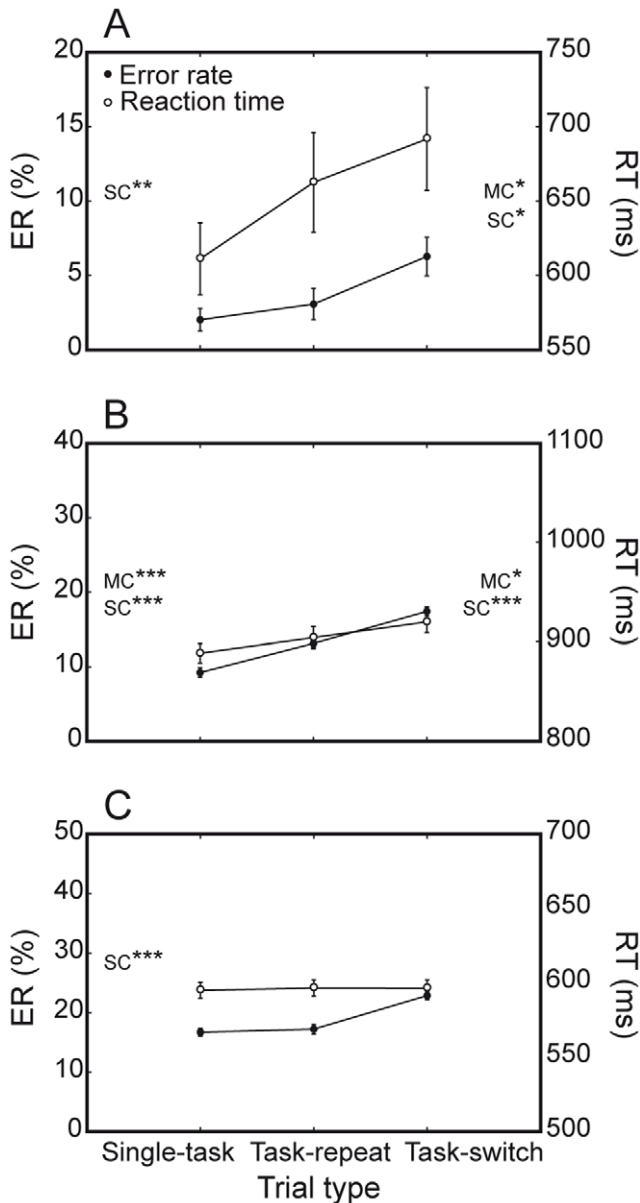 A
20
15
10
5
0
ER (%)
● Error rate
○ Reaction time
SC**
MC*
SC*
750
700
650
600
550
RT (ms)
B
40
30
20
10
0
ER (%)
MC***
SC***
MC*
SC***
1100
1000
900
800
RT (ms)
C
50
40
30
20
10
0
ER (%)
SC***
700
650
600
550
500
RT (ms)
Single-task Task-repeat Task-switch
Trial type